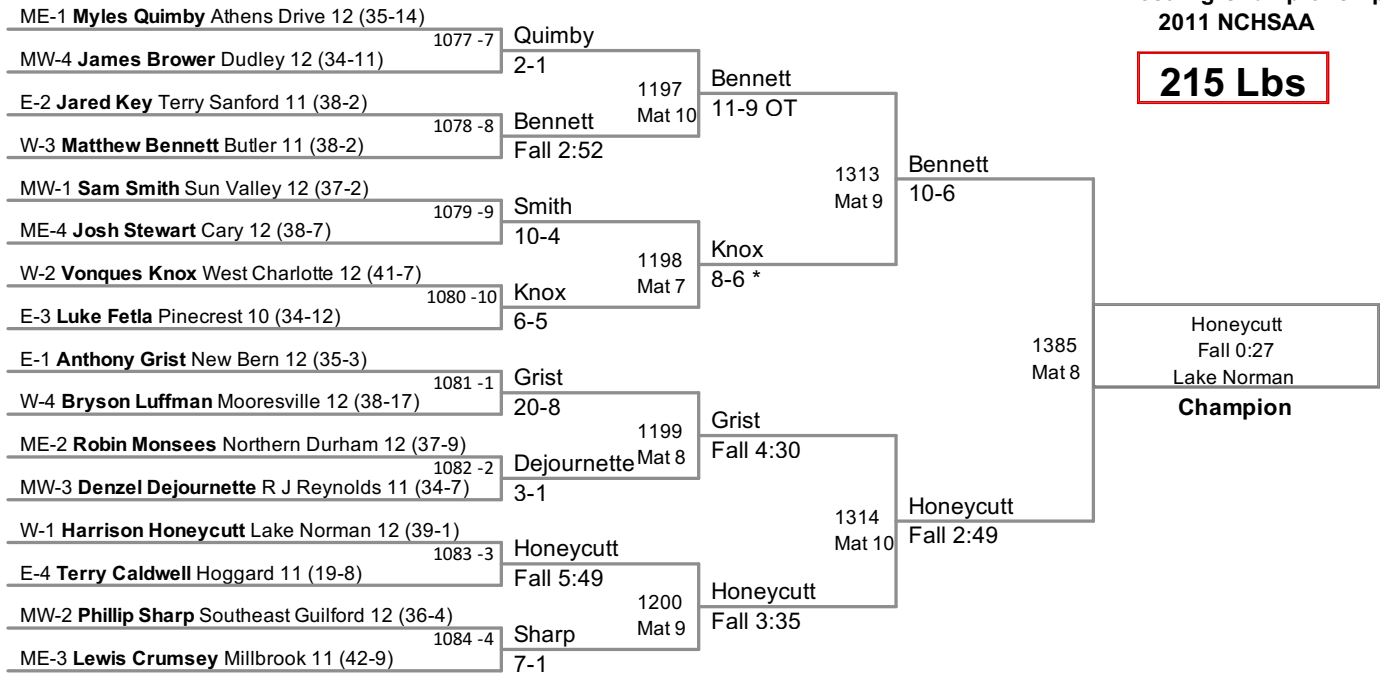 2011 NCHSAA
215 Lbs
ME-1 Myles Quimby Athens Drive 12 (35-14)
1077 -7
MW-4 James Brower Dudley 12 (34-11)
E-2 Jared Key Terry Sanford 11 (38-2)
1078 -8
W-3 Matthew Bennett Butler 11 (38-2)
MW-1 Sam Smith Sun Valley 12 (37-2)
1079 -9
ME-4 Josh Stewart Cary 12 (38-7)
W-2 Vonques Knox West Charlotte 12 (41-7)
1080 -10
E-3 Luke Fetla Pinecrest 10 (34-12)
E-1 Anthony Grist New Bern 12 (35-3)
1081 -1
W-4 Bryson Luffman Mooresville 12 (38-17)
ME-2 Robin Monsees Northern Durham 12 (37-9)
1082 -2
MW-3 Denzel Dejournette R J Reynolds 11 (34-7)
W-1 Harrison Honeycutt Lake Norman 12 (39-1)
1083 -3
E-4 Terry Caldwell Hoggard 11 (19-8)
MW-2 Phillip Sharp Southeast Guilford 12 (36-4)
1084 -4
ME-3 Lewis Crumsey Millbrook 11 (42-9)
Quimby
2-1
1197
Mat 10
Bennett
Fall 2:52
Smith
10-4
1198
Mat 7
Knox
6-5
Grist
20-8
1199
Mat 8
Dejournette
3-1
Honeycutt
Fall 5:49
1200
Mat 9
Sharp
7-1
Bennett
11-9 OT
1313
Mat 9
Knox
8-6 *
Grist
Fall 4:30
1314
Mat 10
Honeycutt
Fall 3:35
Bennett
10-6
1385
Mat 8
Honeycutt
Fall 2:49
Honeycutt
Fall 0:27
Lake Norman
Champion